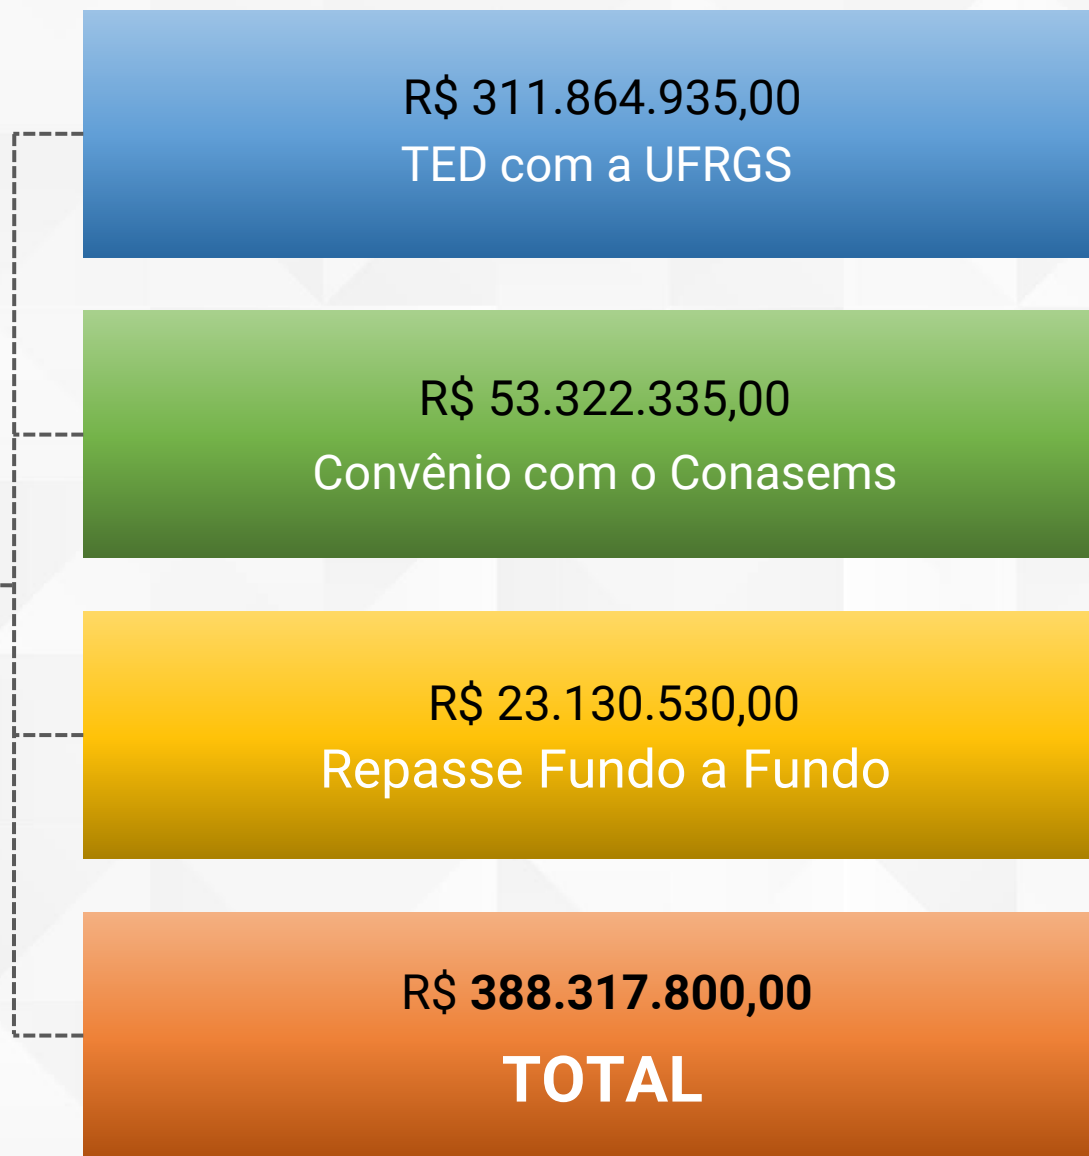 R$ 311.864.935,00
TED com a UFRGS
R$ 53.322.335,00
Convênio com o Conasems
R$ 23.130.530,00
Repasse Fundo a Fundo
R$ 388.317.800,00
TOTAL